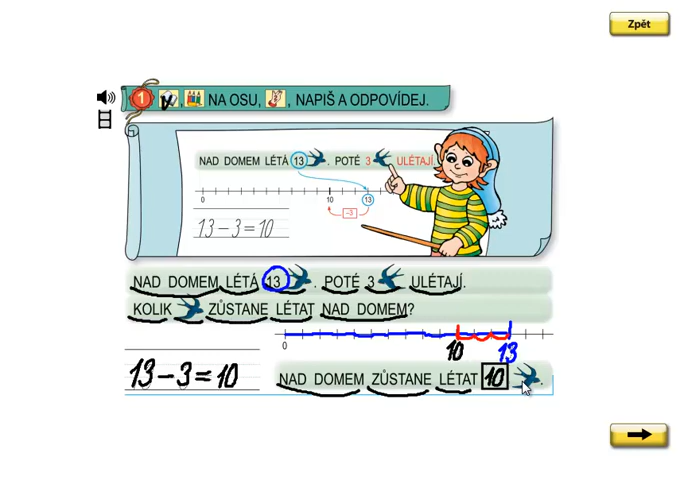 Zpět
1 , NA OSU, , NAPIŠ A ODPOVÍDEJ.
NAD DOMEM LÉTÁ 13 . POTÉ 3 ULÉTAJÍ.
0 10 13
-3
13-3=10
NAD DOMEM LÉTÁ 13 . POTÉ 3 ULÉTAJÍ.
KOLIK ZŮSTANE LÉTAT NAD DOMEM?
0 10 13
13-3=10
NAD DOMEM ZŮSTANE LÉTAT 10 .